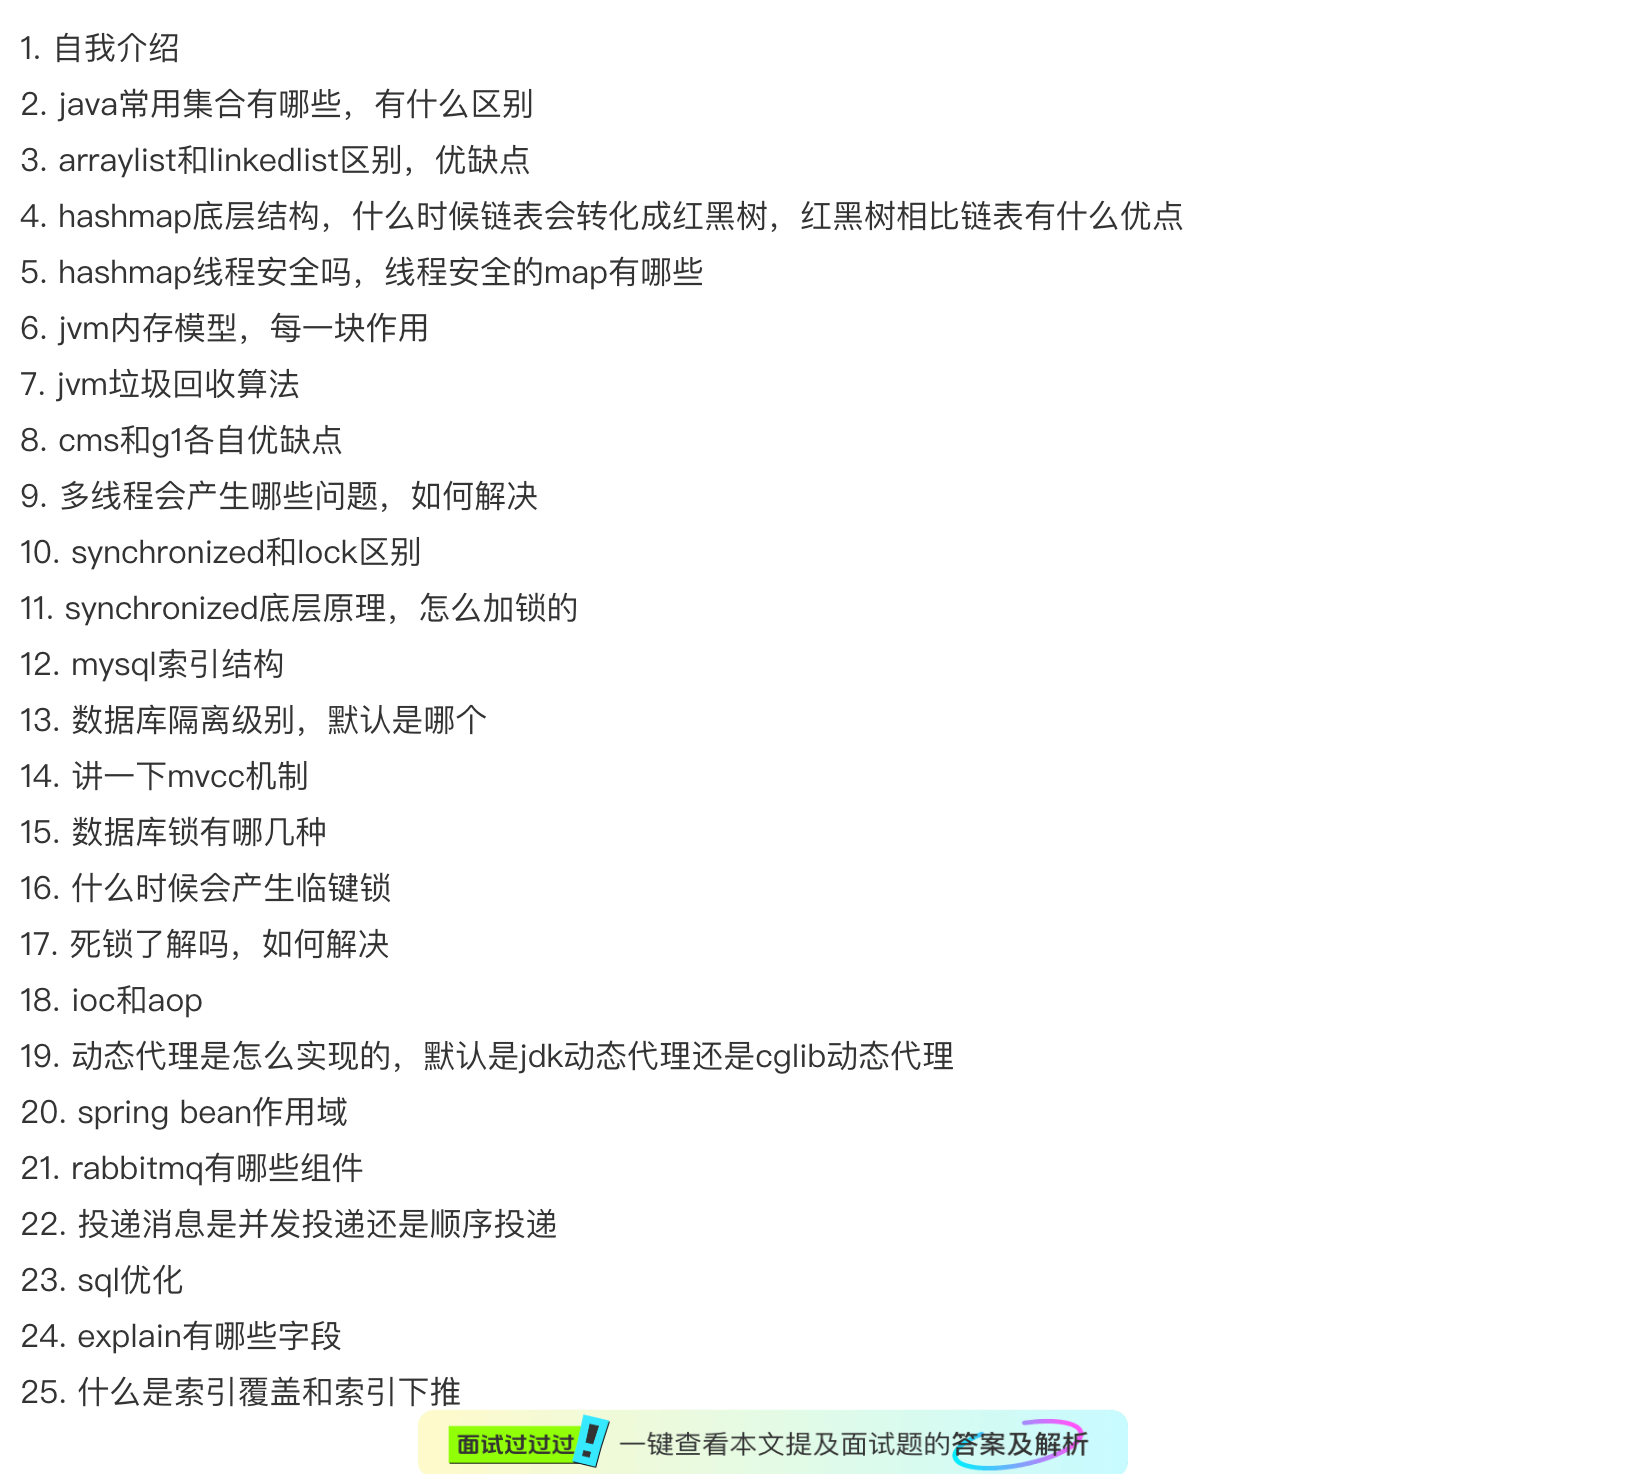 1. 自我介绍
2. java常用集合有哪些，有什么区别
3. arraylist和linkedlist区别，优缺点
4. hashmap底层结构，什么时候链表会转化成红黑树，红黑树相比链表有什么优点
5. hashmap线程安全吗，线程安全的map有哪些
6. jvm内存模型，每一块作用
7. jvm垃圾回收算法
8. cms和g1各自优缺点
9. 多线程会产生哪些问题，如何解决
10. synchronized和lock区别
11. synchronized底层原理，怎么加锁的
12. mysql索引结构
13. 数据库隔离级别，默认是哪个
14. 讲一下mvcc机制
15. 数据库锁有哪几种
16. 什么时候会产生临键锁
17. 死锁了解吗，如何解决
18. ioc和aop
19. 动态代理是怎么实现的，默认是jdk动态代理还是cglib动态代理
20. spring bean作用域
21. rabbitmq有哪些组件
22. 投递消息是并发投递还是顺序投递
23. sql优化
24. explain有哪些字段
25. 什么是索引覆盖和索引下推
面试过过过! 一键查看本文提及面试题的答案及解析